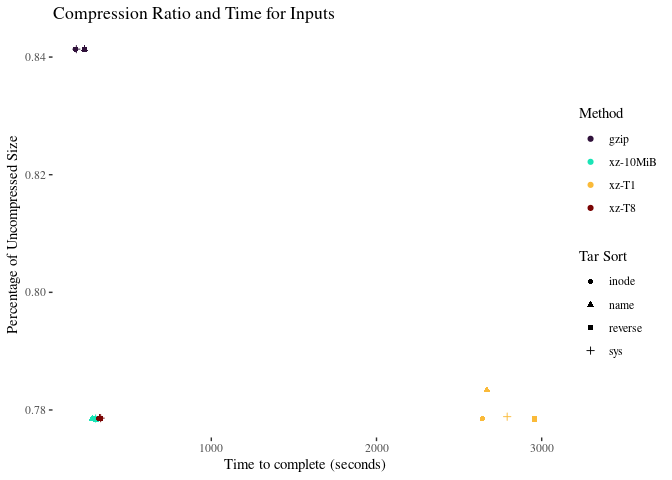 Compression Ratio and Time for Inputs
Percentage of Uncompressed Size
0.84
0.82
0.80
0.78
1000
2000
3000
Time to complete (seconds)
Method
gzip
xz-10MiB
xz-T1
xz-T8
Tar Sort
inode
name
reverse
sys